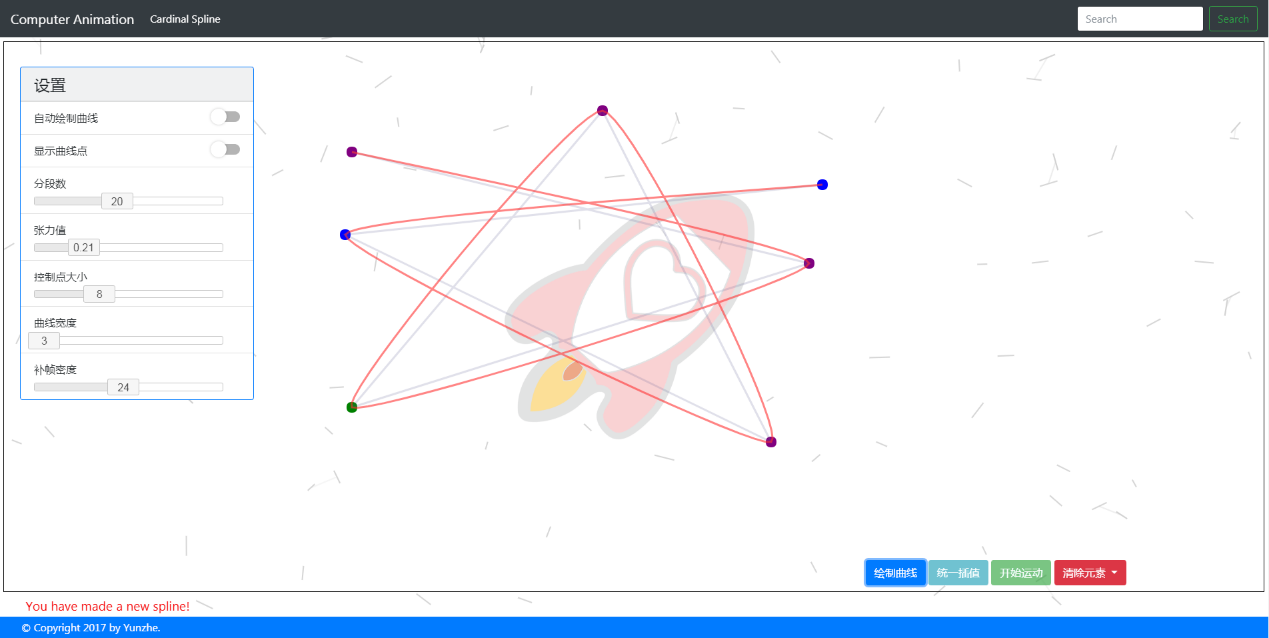 Computer Animation
Cardinal Spline
Search
Search
设置
自动绘制曲线
显示曲线点
分段数
20
张力值
0.21
控制点大小
8
曲线宽度
3
补帧密度
24
绘制曲线
统一插值
开始运动
清除元素
You have made a new spline!
© Copyright 2017 by Yunzhe.